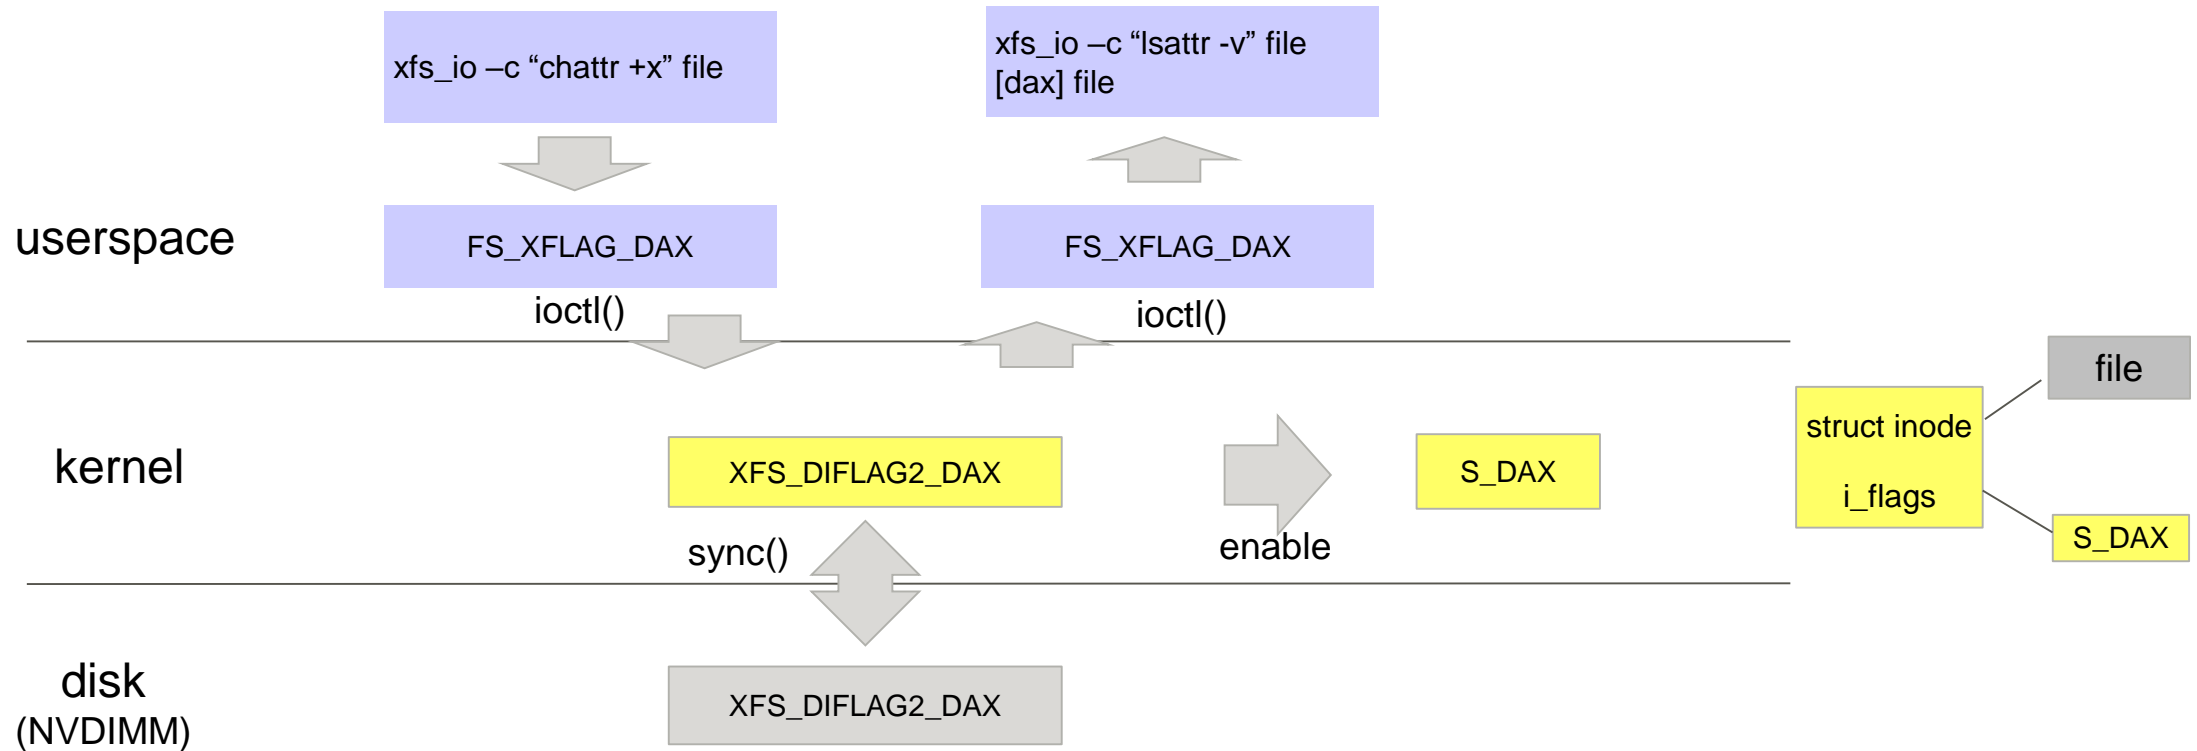 xfs_io –c “chattr +x” file
xfs_io –c “lsattr -v” file
[dax] file
userspace
FS_XFLAG_DAX
FS_XFLAG_DAX
ioctl()
ioctl()
file
struct inode
i_flags
S_DAX
kernel
XFS_DIFLAG2_DAX
S_DAX
sync()
enable
disk
(NVDIMM)
XFS_DIFLAG2_DAX